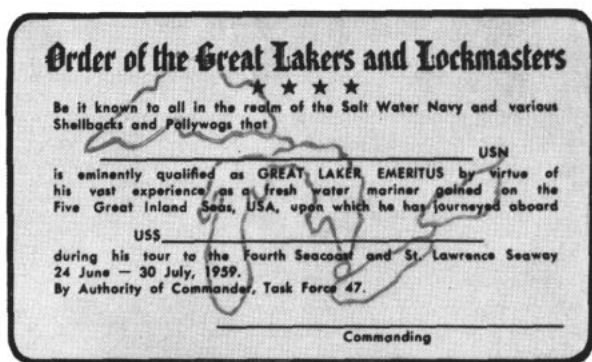 Order of the Great Lakers and Lockmasters
★ ★ ★ ★
Be it known to all in the realm of the Salt Water Navy and various
Shellbacks and Pollywogs that
USN
is eminently qualified as GREAT LAKER EMERITUS by virtue of
his vast experience as a fresh water mariner gained on the
Five Great Inland Seas, USA, upon which he has journeyed aboard
USS
during his tour to the Fourth Seacoast and St. Lawrence Seaway
24 June — 30 July, 1959.
By Authority of Commander, Task Force 47.
Commanding